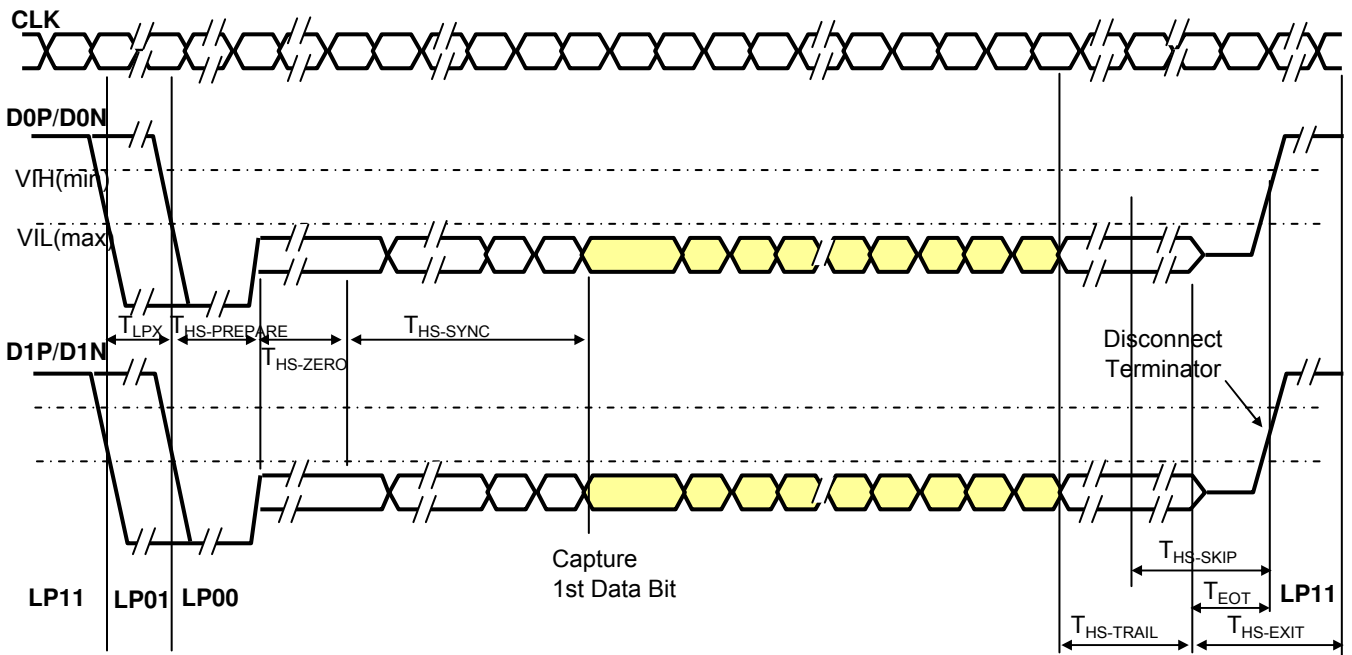 CLK
D0P/D0N
VIH(min)
VIL(max)
TLPX THS-PREPARE THS-ZERO THS-SYNC
D1P/D1N
Disconnect
Terminator
Capture
1st Data Bit
THS-SKIP
LP11 LP01 LP00
TEOT LP11
THS-TRAIL THS-EXIT